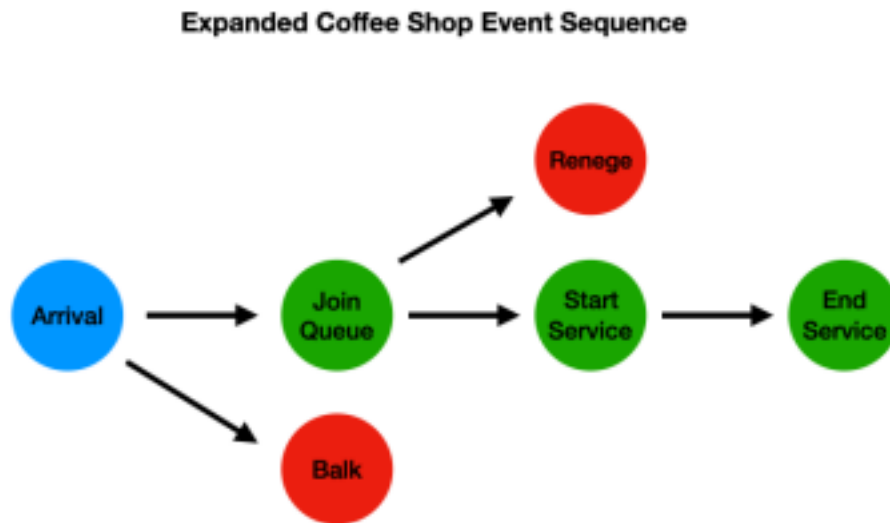 Expanded Coffee Shop Event Sequence
Renege
Arrival
Join
Queue
Start
Service
End
Service
Balk